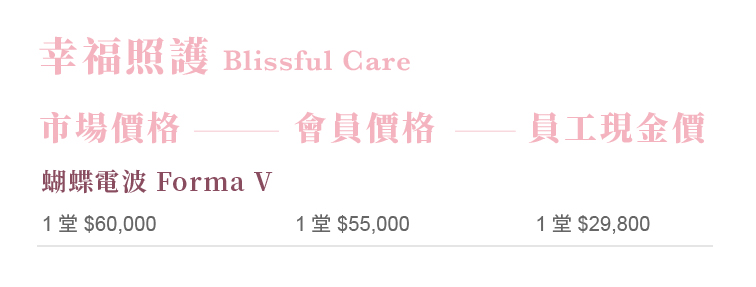 幸福照護 Blissful Care
市場價格 會員價格 員工現金價
蝴蝶電波 Forma V
1 堂 $60,000 1 堂 $55,000 1 堂 $29,800